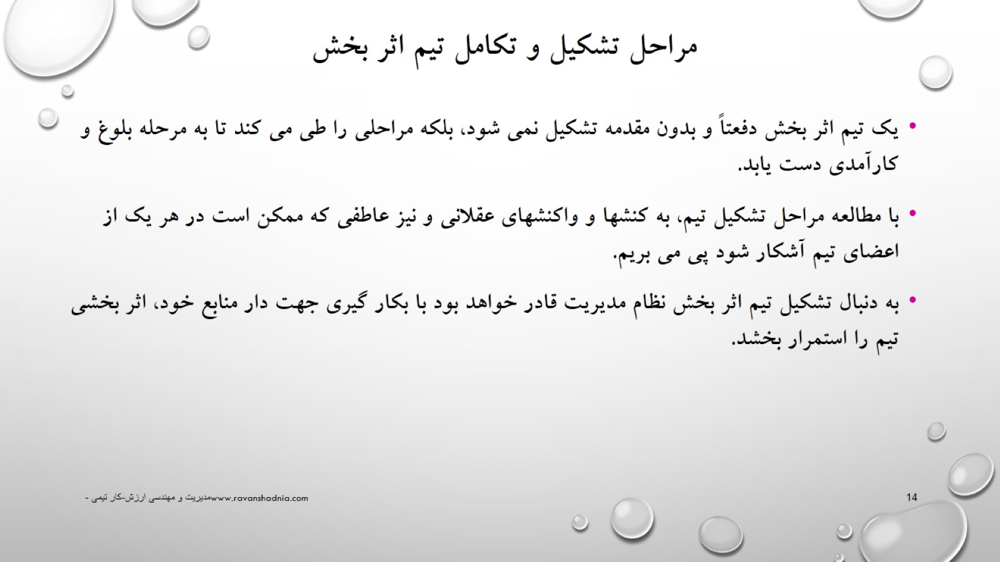 مراحل تشکیل و تکامل تیم اثر بخش
• یک تیم اثر بخش دفعتاً و بدون مقدمه تشکیل نمی شود، بلکه مراحلی را طی می کند تا به مرحله بلوغ و
کارآمدی دست یابد.
• با مطالعه مراحل تشکیل تیم، به کنشها و واکنشهای عقلانی و نیز عاطفی که ممکن است در هر یک از
اعضای تیم آشکار شود پی می بریم.
• به دنبال تشکیل تیم اثر بخش نظام مدیریت قادر خواهد بود با بکار گیری جهت دار منابع خود، اثر بخشی
تیم را استمرار بخشد.
مدیریت و مهندسی ارزش-کار تیمی - www.ravanshadnia.com
14